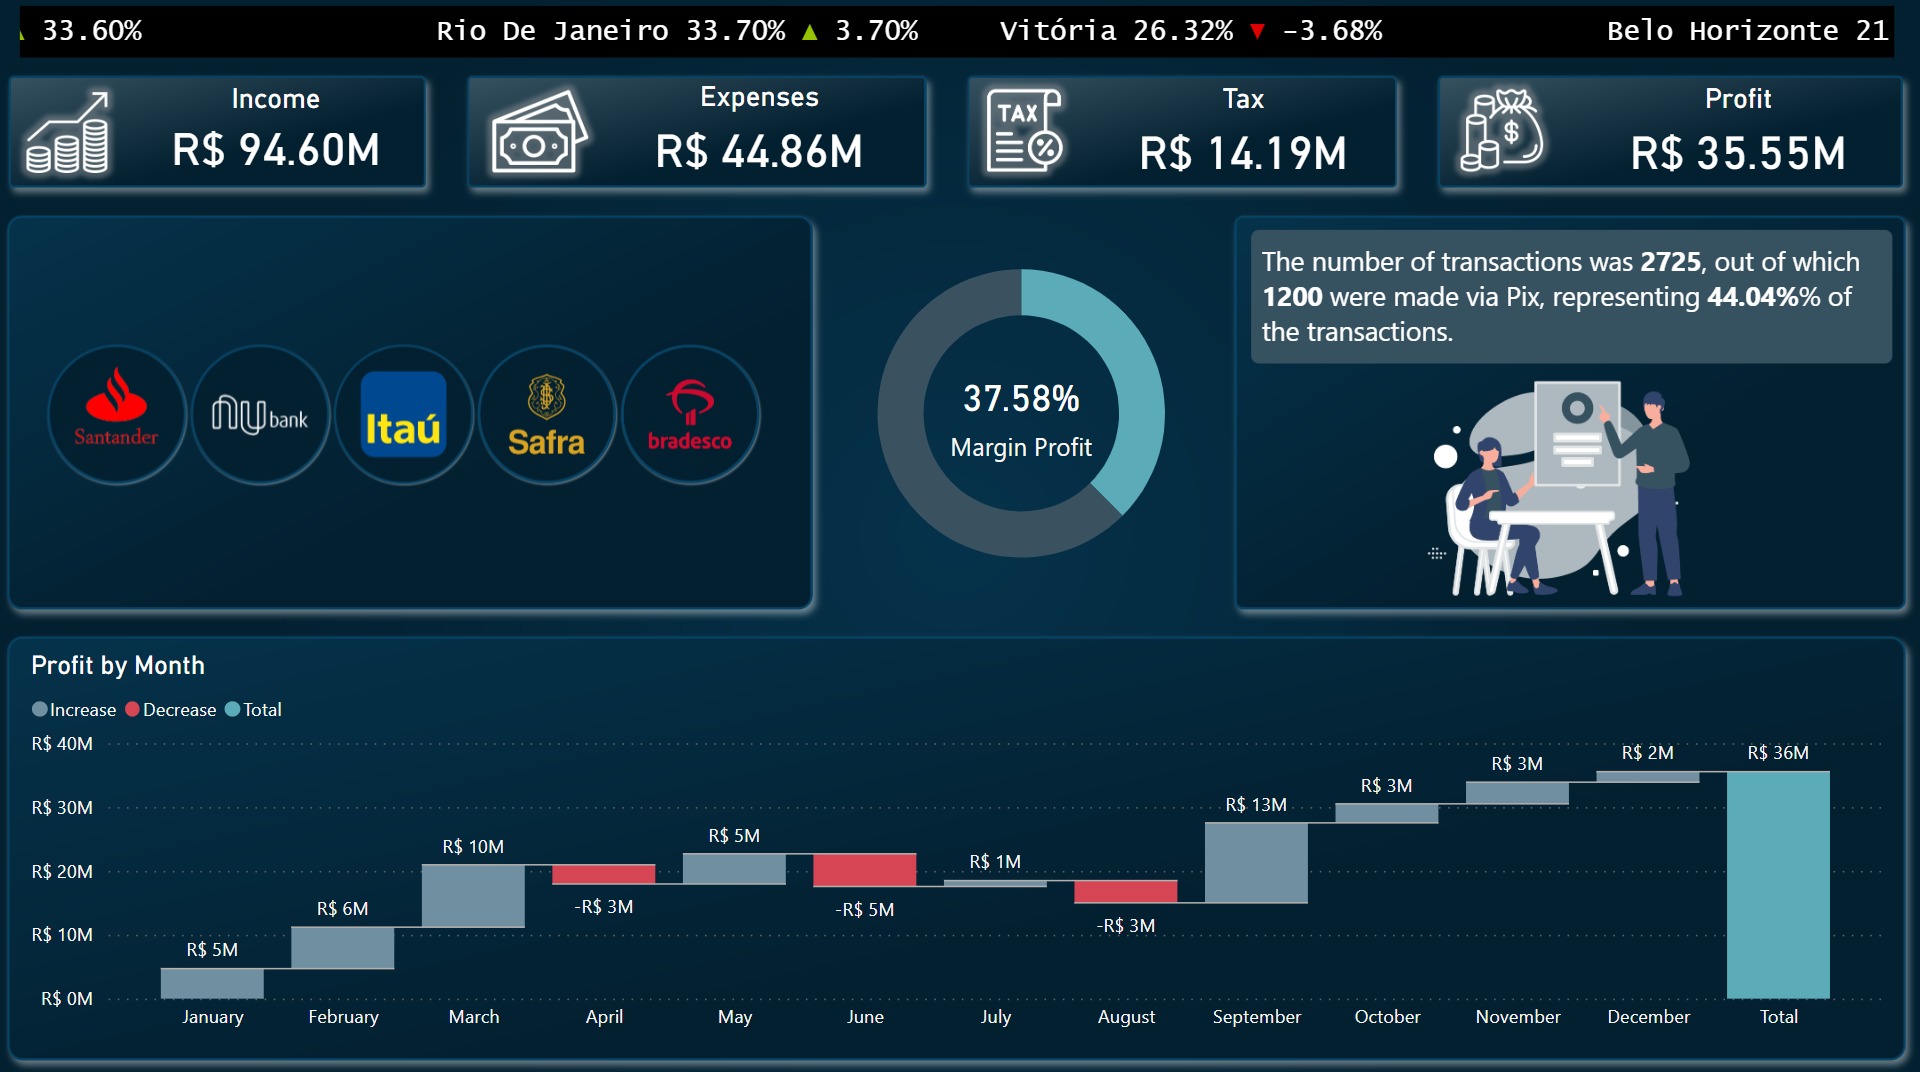 ▲ 33.60%
Rio De Janeiro 33.70% ▲ 3.70%
Vitória 26.32% ▼ -3.68%
Belo Horizonte 21
Income
R$ 94.60M
Expenses
R$ 44.86M
TAX
%
Tax
R$ 14.19M
$
Profit
R$ 35.55M
Santander
nu bank
Itaú
Safra
bradesco
37.58%
Margin Profit
The number of transactions was 2725, out of which
1200 were made via Pix, representing 44.04%% of
the transactions.
Profit by Month
Increase Decrease Total
R$ 40M
R$ 30M
R$ 20M
R$ 10M
R$ 0M
R$ 5M
R$ 6M
R$ 10M
-R$ 3M
R$ 5M
-R$ 5M
R$ 1M
-R$ 3M
R$ 13M
R$ 3M
R$ 3M
R$ 2M
R$ 36M
January February March April May June July August September October November December Total